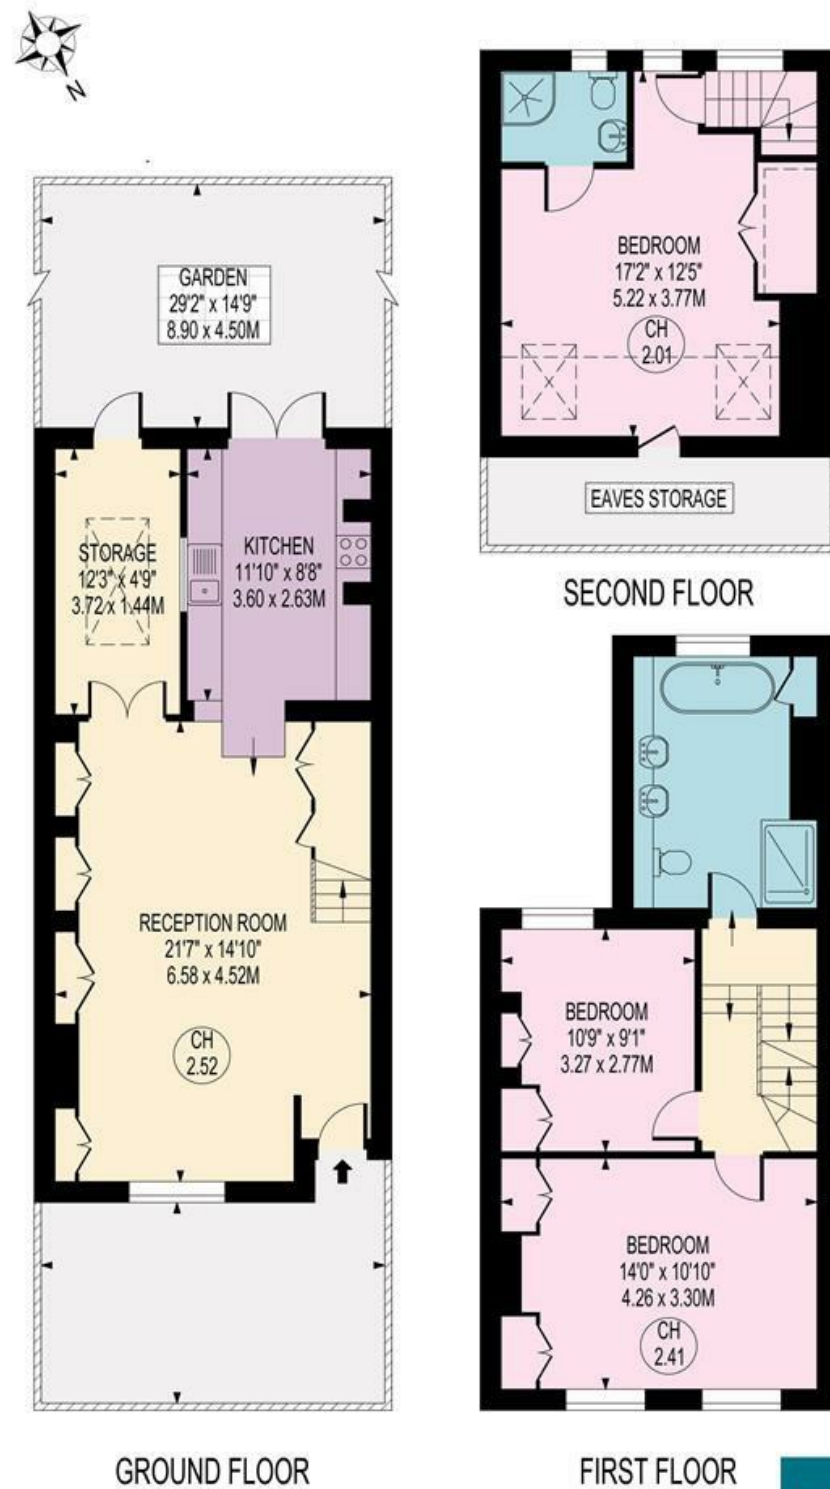 N
GARDEN
29'2" x 14'9"
8.90 x 4.50M
STORAGE
12'3" x 4'9"
3.72 x 1.44M
KITCHEN
11'10" x 8'8"
3.60 x 2.63M
RECEPTION ROOM
21'7" x 14'10"
6.58 x 4.52M
CH
2.52
GROUND FLOOR
BEDROOM
17'2" x 12'5"
5.22 x 3.77M
CH
2.01
EAVES STORAGE
SECOND FLOOR
BEDROOM
10'9" x 9'1"
3.27 x 2.77M
BEDROOM
14'0" x 10'10"
4.26 x 3.30M
CH
2.41
FIRST FLOOR